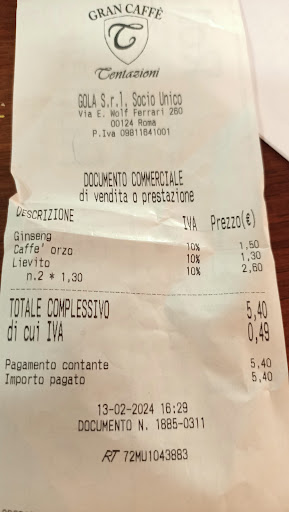 GRAN CAFFÈ
T
Tentazioni
GOLA S.r.l. Socio Unico
Via E. Wolf Ferrari 260
00124 Roma
P.Iva 09811641001
DOCUMENTO COMMERCIALE
di vendita o prestazione
DESCRIZIONE IVA Prezzo(€)
Ginseng 10% 1,50
Caffe' orzo 10% 1,30
Lievito 10% 2,60
n.2 * 1,30
TOTALE COMPLESSIVO 5,40
di cui IVA 0,49
Pagamento contante 5,40
Importo pagato 5,40
13-02-2024 16:29
DOCUMENTO N. 1885-0311
RT 72MU1043883